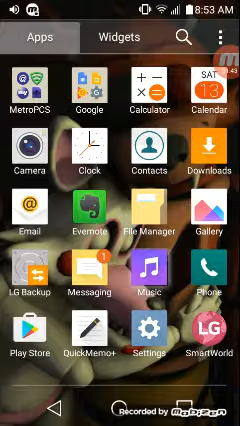 8:53 AM
Apps Widgets
MetroPCS Google Calculator Calendar
SAT
13
Camera Clock Contacts Downloads
Email Evernote File Manager Gallery
LG Backup Messaging Music Phone
1
Play Store QuickMemo+ Settings SmartWorld
LG
Recorded by Mobizen